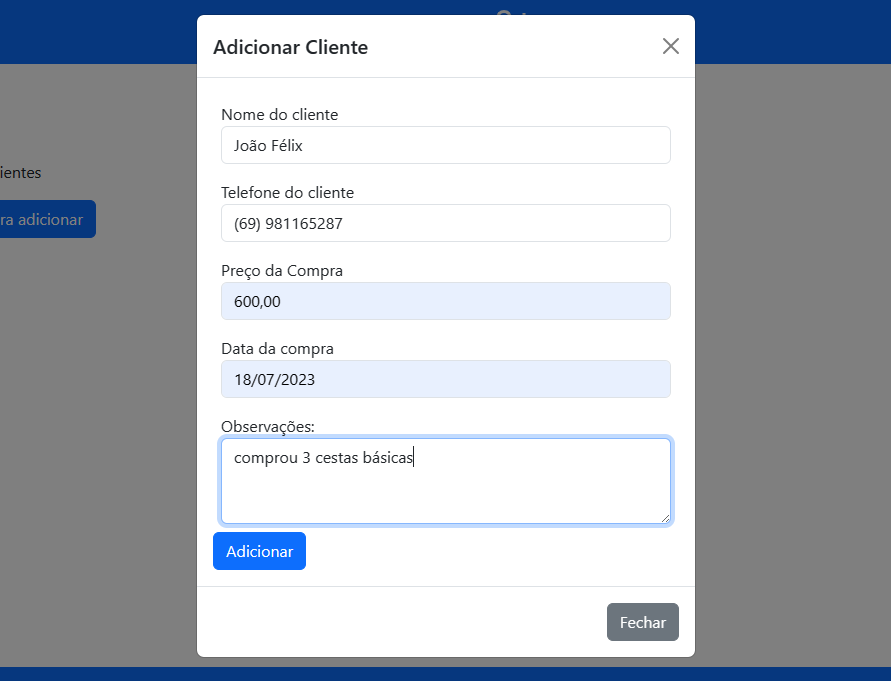 Adicionar Cliente
Nome do cliente
João Félix
Telefone do cliente
(69) 981165287
ientes
ra adicionar
Preço da Compra
600,00
Data da compra
18/07/2023
Observações:
comprou 3 cestas básicas
Adicionar
Fechar